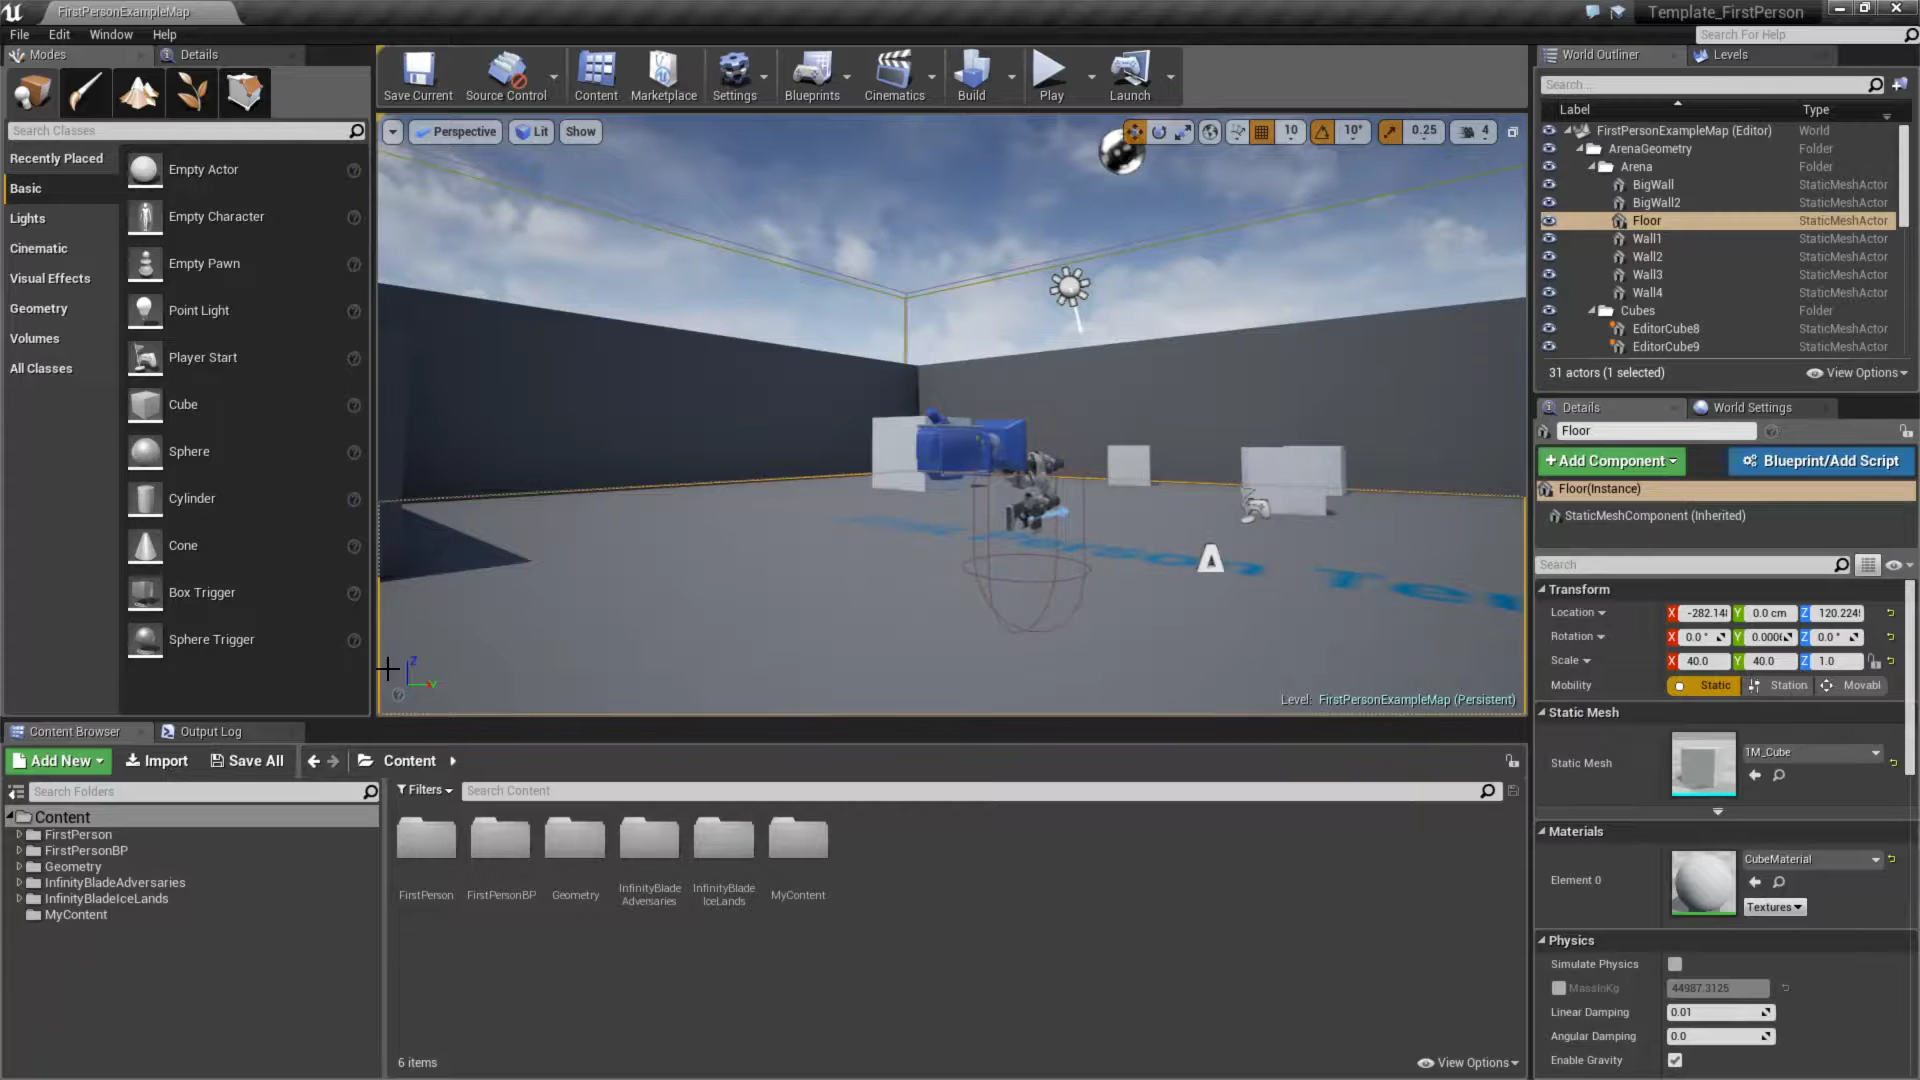 FirstPersonExampleMap
Template_FirstPerson
File Edit Window Help
Search For Help
Modes
Details
Search Classes
Recently Placed
Basic
Lights
Cinematic
Visual Effects
Geometry
Volumes
All Classes
Empty Actor
Empty Character
Empty Pawn
Point Light
Player Start
Cube
Sphere
Cylinder
Cone
Box Trigger
Sphere Trigger
Save Current
Source Control
Content
Marketplace
Settings
Blueprints
Cinematics
Build
Play
Launch
Perspective
Lit
Show
10
10°
0.25
4
Z
Level: FirstPersonExampleMap (Persistent)
World Outliner
Levels
Search...
Label Type
FirstPersonExampleMap (Editor) World
ArenaGeometry Folder
Arena Folder
BigWall StaticMeshActor
BigWall2 StaticMeshActor
Floor StaticMeshActor
Wall1 StaticMeshActor
Wall2 StaticMeshActor
Wall3 StaticMeshActor
Wall4 StaticMeshActor
Cubes Folder
EditorCube8 StaticMeshActor
EditorCube9 StaticMeshActor
31 actors (1 selected)
View Options
Details
World Settings
Floor
+Add Component
Blueprint/Add Script
Floor(Instance)
StaticMeshComponent (Inherited)
Search
Transform
Location X -282.148 Y 0.0 cm Z 120.224
Rotation X 0.0 ° Y 0.0006 Z 0.0 °
Scale X 40.0 Y 40.0 Z 1.0
Mobility Static Station Movabl
Static Mesh
Static Mesh
1M_Cube
Materials
Element 0
CubeMaterial
Textures
Physics
Simulate Physics
MassInKg 44987.3125
Linear Damping 0.01
Angular Damping 0.0
Enable Gravity
Content Browser
Output Log
Add New
Import
Save All
Content
Search Folders
Filters
Search Content
Content
FirstPerson
FirstPersonBP
Geometry
InfinityBladeAdversaries
InfinityBladeIceLands
MyContent
FirstPerson
FirstPersonBP
Geometry
InfinityBlade
Adversaries
InfinityBlade
IceLands
MyContent
6 items
View Options